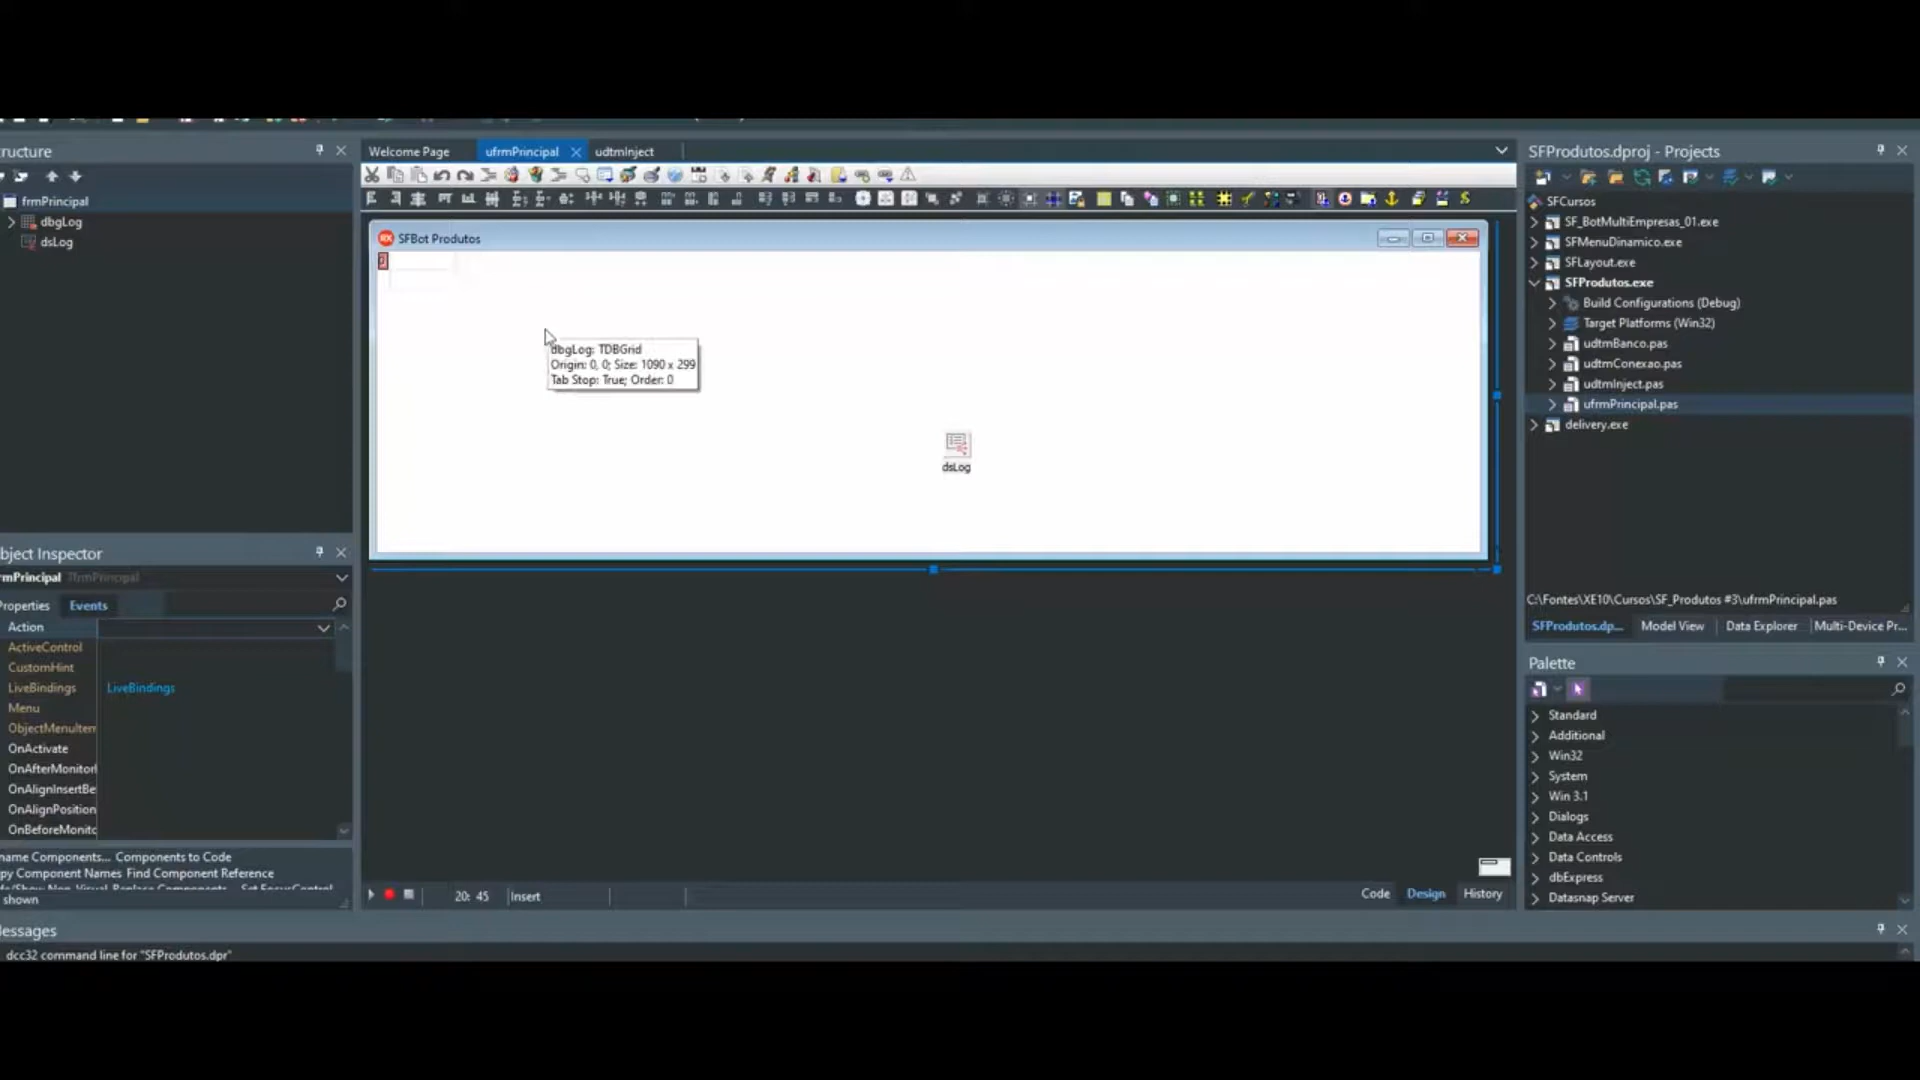 ructure
frmPrincipal
dbgLog
dsLog
bject Inspector
rmPrincipal TfrmPrincipal
Properties Events
Action
ActiveControl
CustomHint
LiveBindings LiveBindings
Menu
ObjectMenuItem
OnActivate
OnAfterMonitorI
OnAlignInsertBe
OnAlignPosition
OnBeforeMonito
name Components... Components to Code
py Component Names Find Component Reference
shown
essages
dcc32 command line for "SFProdutos.dpr"
Welcome Page ufrmPrincipal udtmInject
SFBot Produtos
dbgLog: TDBGrid
Origin: 0, 0; Size: 1090 x 299
Tab Stop: True; Order: 0
dsLog
20: 45 Insert
Code Design History
SFProdutos.dproj - Projects
SFCursos
SF_BotMultiEmpresas_01.exe
SFMenuDinamico.exe
SFLayout.exe
SFProdutos.exe
Build Configurations (Debug)
Target Platforms (Win32)
udtmBanco.pas
udtmConexao.pas
udtmInject.pas
ufrmPrincipal.pas
delivery.exe
C:\Fontes\XE10\Cursos\SF_Produtos #3\ufrmPrincipal.pas
SFProdutos.dp... Model View Data Explorer Multi-Device Pr...
Palette
Standard
Additional
Win32
System
Win 3.1
Dialogs
Data Access
Data Controls
dbExpress
Datasnap Server